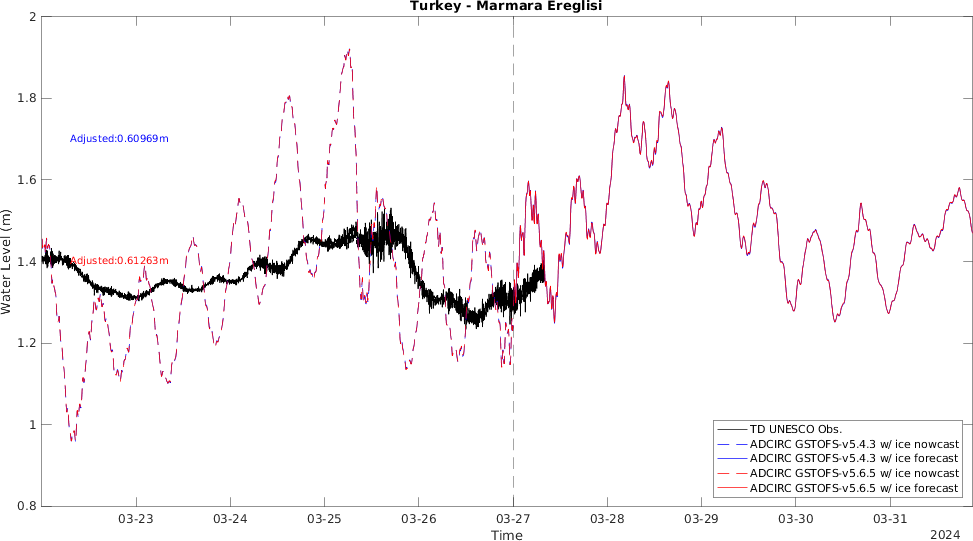 Turkey - Marmara Ereglisi
Water Level (m)
2
1.8
1.6
1.4
1.2
1
0.8
Adjusted:0.60969m
Adjusted:0.61263m
TD UNESCO Obs.
ADCIRC GSTOFS-v5.4.3 w/ ice nowcast
ADCIRC GSTOFS-v5.4.3 w/ ice forecast
ADCIRC GSTOFS-v5.6.5 w/ ice nowcast
ADCIRC GSTOFS-v5.6.5 w/ ice forecast
03-23 03-24 03-25 03-26 03-27 03-28 03-29 03-30 03-31
Time
2024